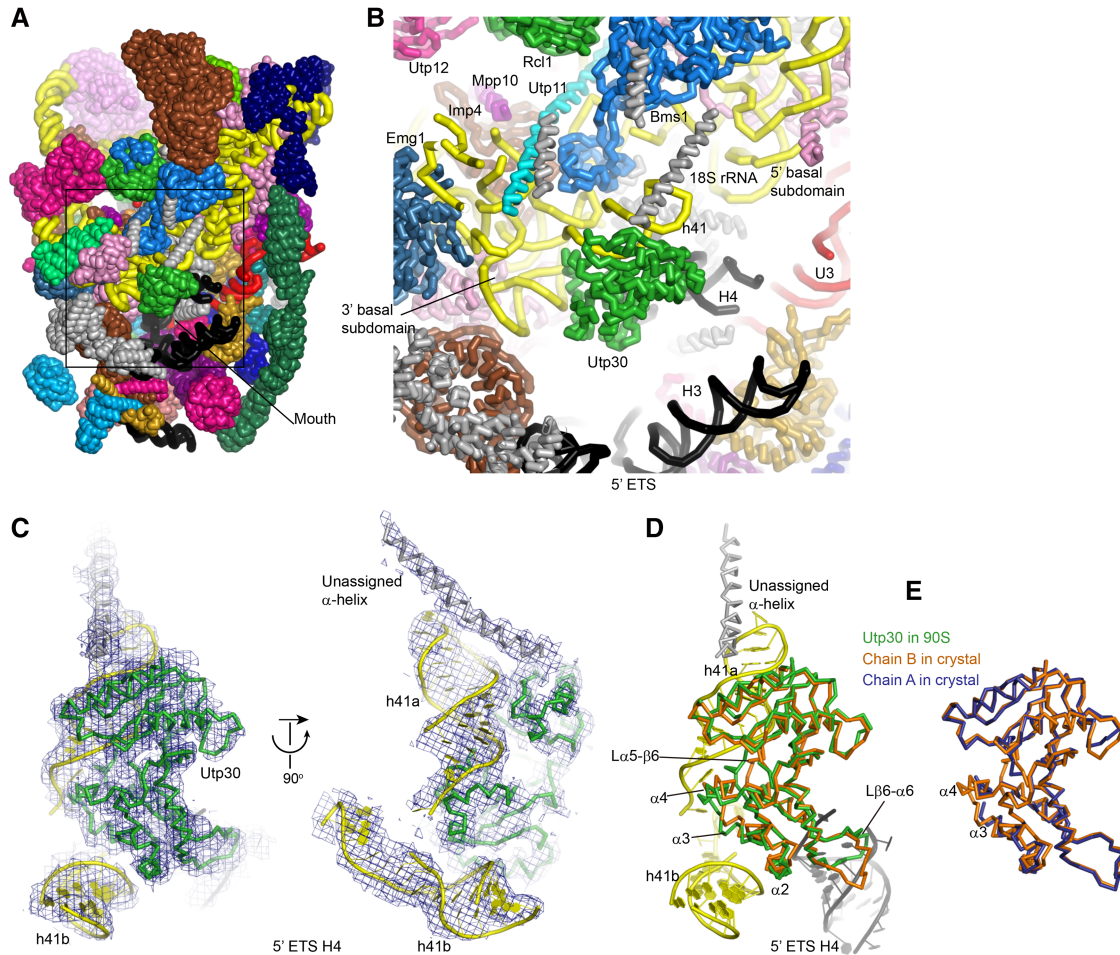 A
Mouth
B
Utp12
Rcl1
Mpp10
Utp11
Imp4
Emg1
Bms1
18S rRNA
5’ basal
subdomain
h41
U3
H4
3’ basal
subdomain
Utp30
H3
5’ ETS
C
Utp30
h41b
90º
5’ ETS H4
Unassigned
α-helix
h41a
h41b
D
Unassigned
α-helix
h41a
Lα5-β6
α4
α3
h41b
α2
Lβ6-α6
5’ ETS H4
E
Utp30 in 90S
Chain B in crystal
Chain A in crystal
α4
α3